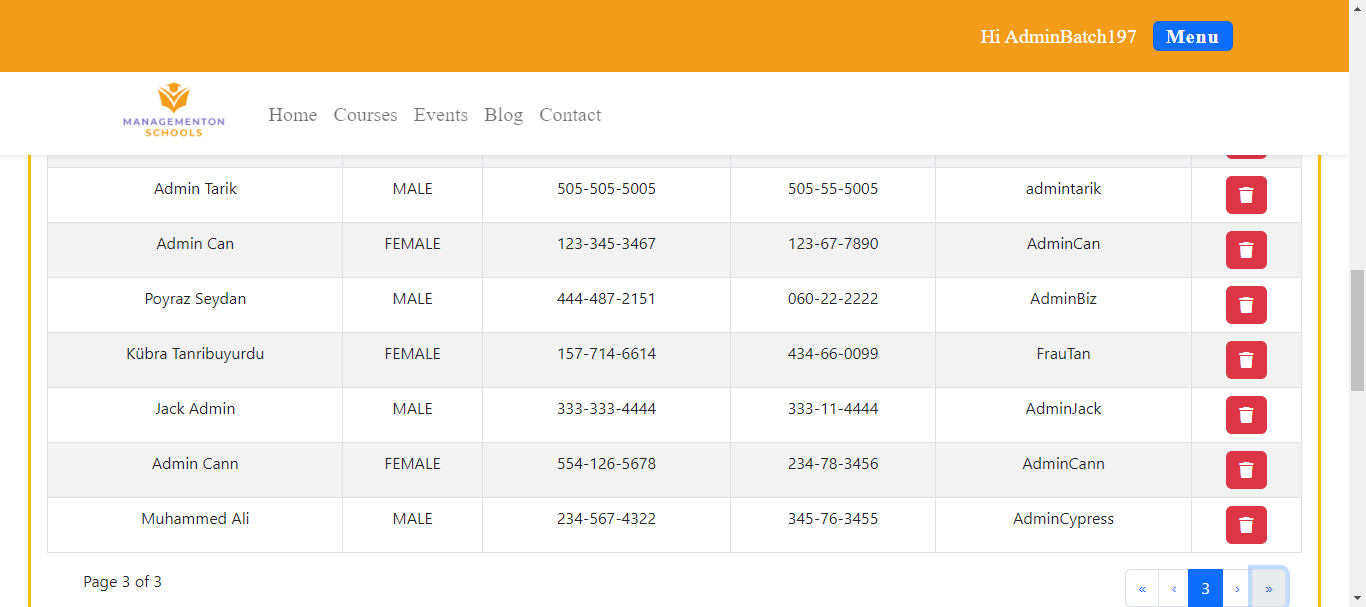 Hi AdminBatch197 Menu
MANAGEMENTON
SCHOOLS
Home Courses Events Blog Contact
Admin Tarik MALE 505-505-5005 505-55-5005 admintarik
Admin Can FEMALE 123-345-3467 123-67-7890 AdminCan
Poyraz Seydan MALE 444-487-2151 060-22-2222 AdminBiz
Kübra Tanribuyurdu FEMALE 157-714-6614 434-66-0099 FrauTan
Jack Admin MALE 333-333-4444 333-11-4444 AdminJack
Admin Cann FEMALE 554-126-5678 234-78-3456 AdminCann
Muhammed Ali MALE 234-567-4322 345-76-3455 AdminCypress
Page 3 of 3 « ‹ 3 › »